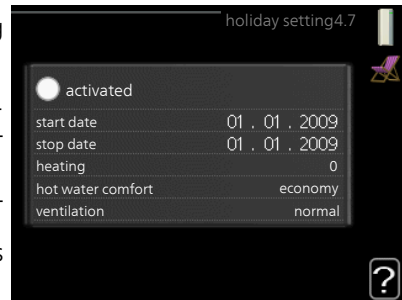 holiday setting4.7
activated
start date 01 . 01 . 2009
stop date 01 . 01 . 2009
heating 0
hot water comfort economy
ventilation normal
?